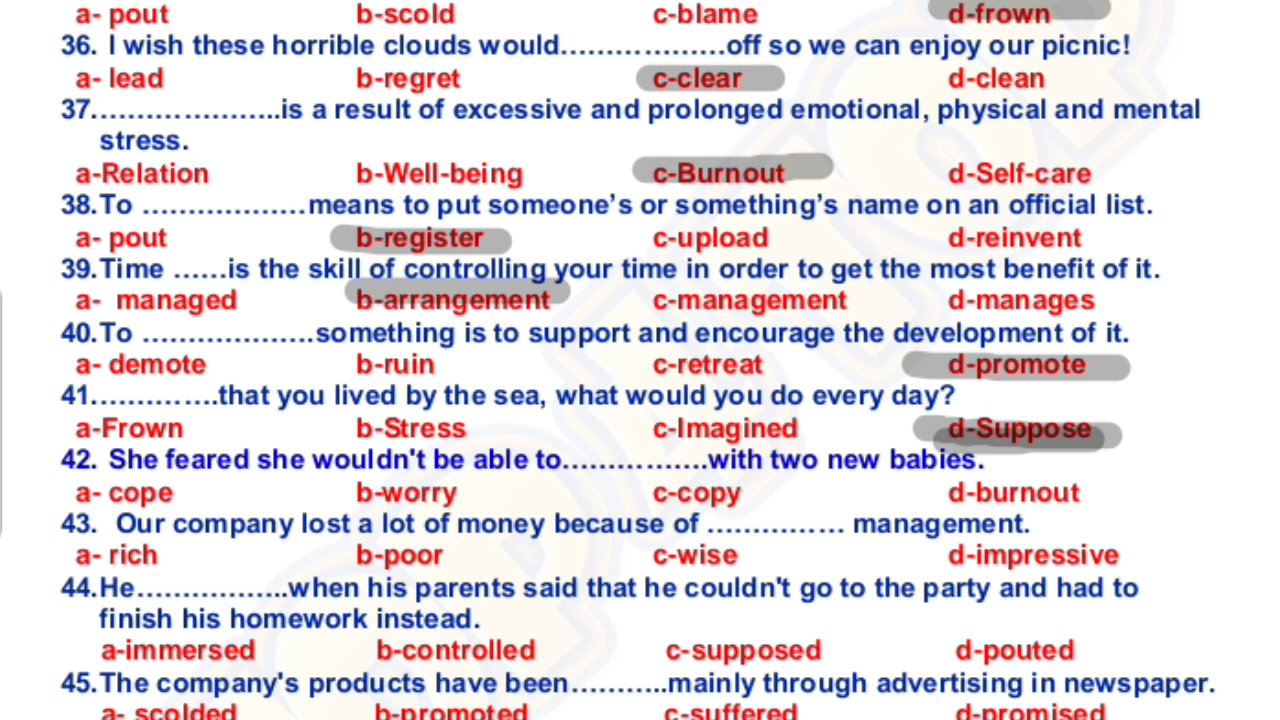 a- pout b-scold c-blame d-frown
36. I wish these horrible clouds would………………off so we can enjoy our picnic!
a- lead b-regret c-clear d-clean
37.………………..is a result of excessive and prolonged emotional, physical and mental
stress.
a-Relation b-Well-being c-Burnout d-Self-care
38.To ………………means to put someone’s or something’s name on an official list.
a- pout b-register c-upload d-reinvent
39.Time ……is the skill of controlling your time in order to get the most benefit of it.
a- managed b-arrangement c-management d-manages
40.To ……………….something is to support and encourage the development of it.
a- demote b-ruin c-retreat d-promote
41.………….that you lived by the sea, what would you do every day?
a-Frown b-Stress c-Imagined d-Suppose
42. She feared she wouldn't be able to…………….with two new babies.
a- cope b-worry c-copy d-burnout
43. Our company lost a lot of money because of …………… management.
a- rich b-poor c-wise d-impressive
44.He……………..when his parents said that he couldn't go to the party and had to
finish his homework instead.
a-immersed b-controlled c-supposed d-pouted
45.The company's products have been………..mainly through advertising in newspaper.
a- scolded b-promoted c-suffered d-promised